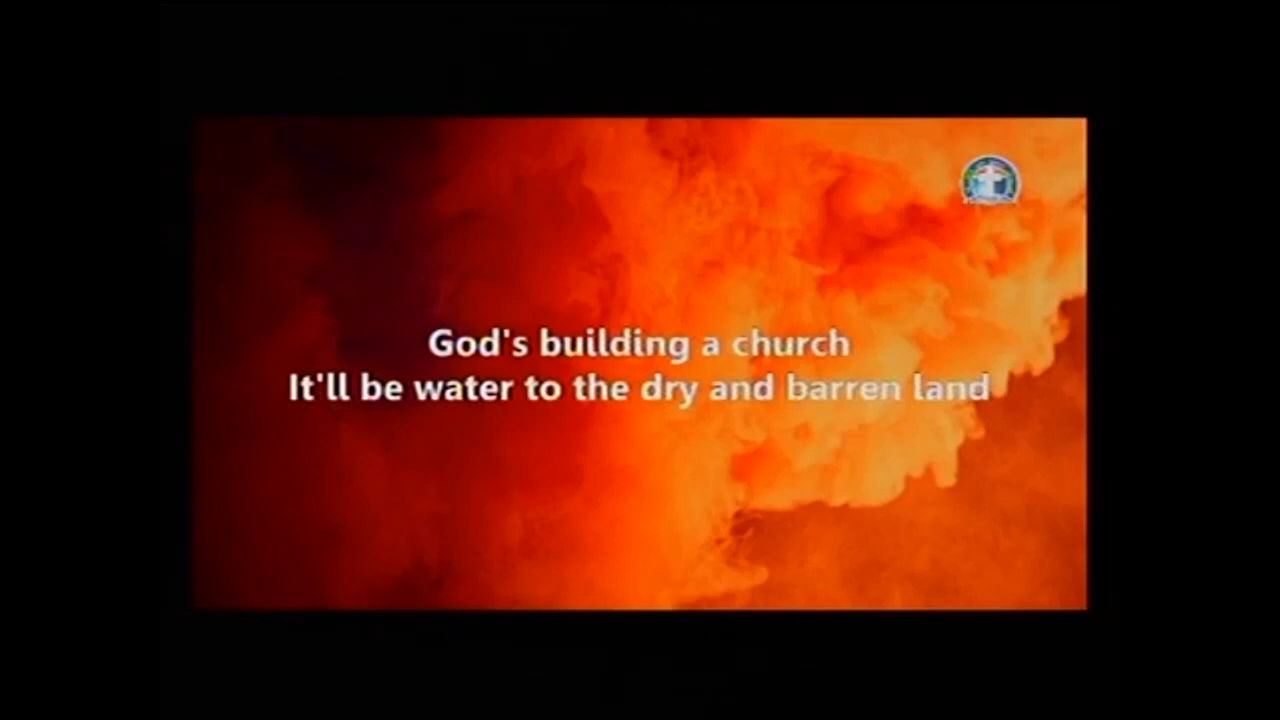 God's building a church
It'll be water to the dry and barren land